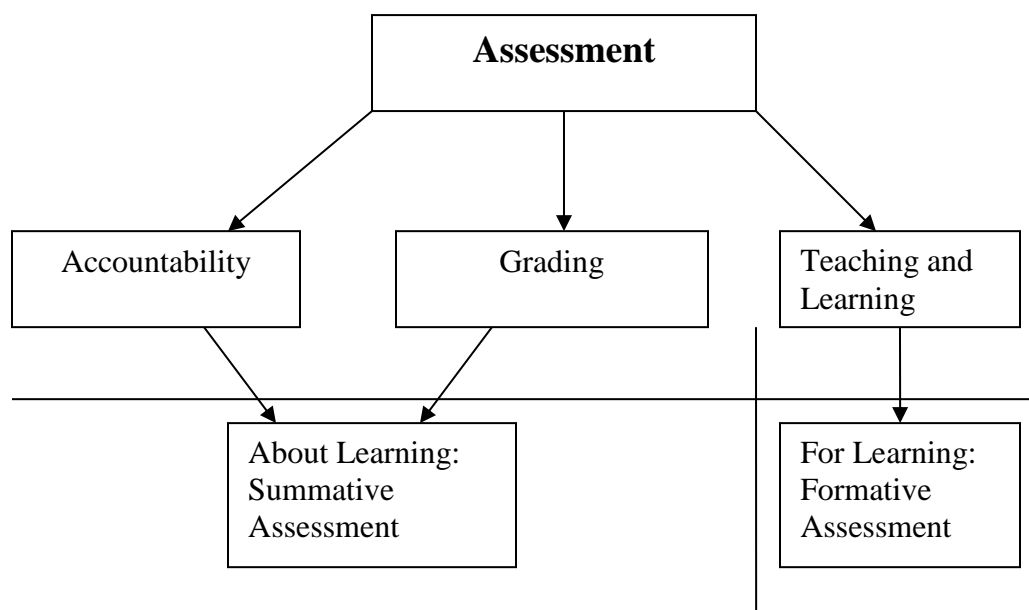 Assessment
Accountability
Grading
Teaching and
Learning
About Learning:
Summative
Assessment
For Learning:
Formative
Assessment